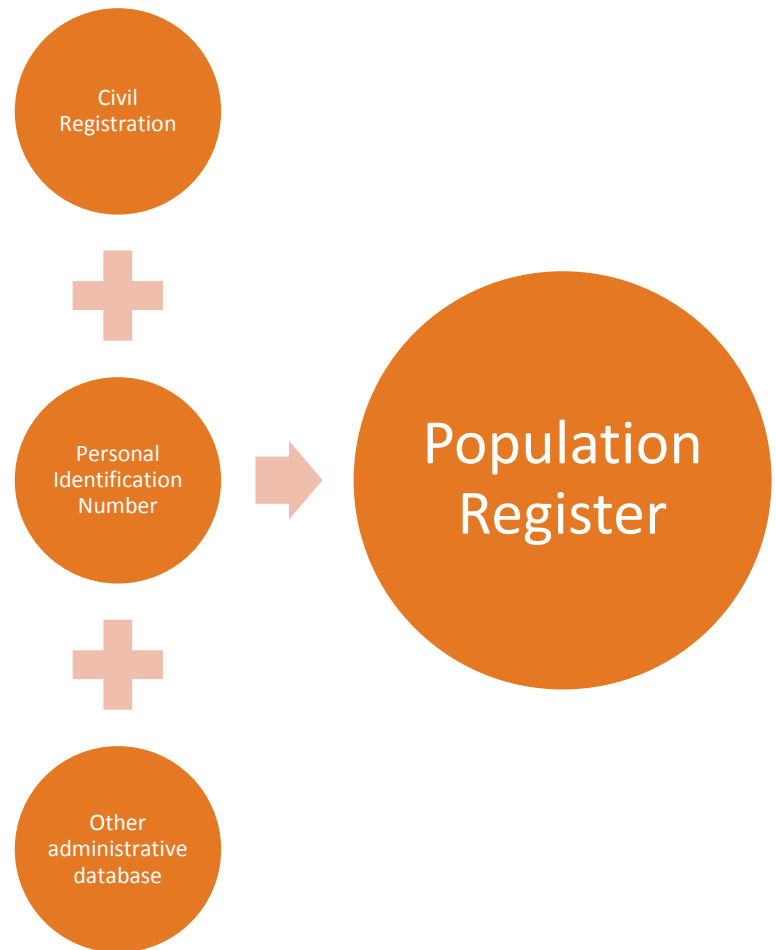 Civil
Registration
Personal
Identification
Number
Population
Register
Other
administrative
database